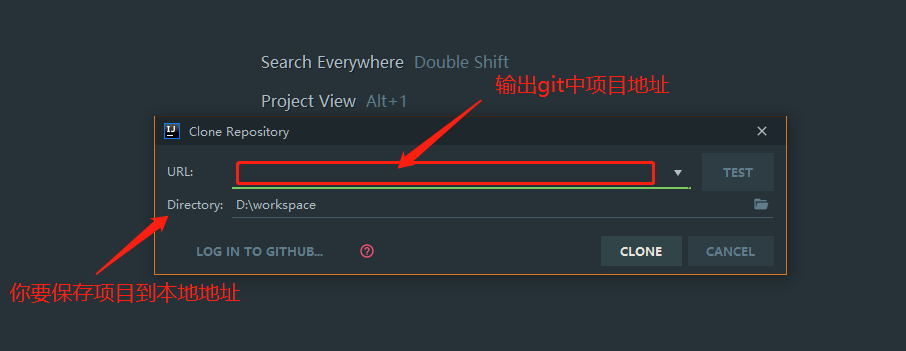 Search Everywhere Double Shift
输出git中项目地址
Project View Alt+1
IJ Clone Repository
URL: TEST
Directory: D:\workspace
LOG IN TO GITHUB... ? CLONE CANCEL
你要保存项目到本地地址